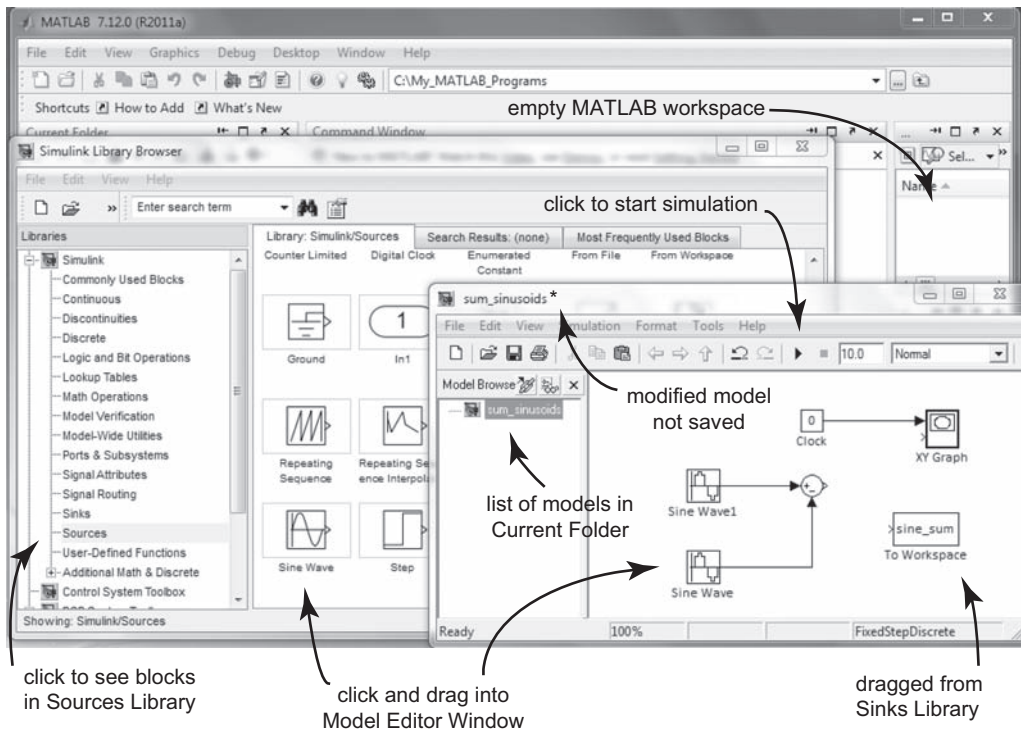 MATLAB 7.12.0 (R2011a)
File Edit View Graphics Debug Desktop Window Help
C:\My_MATLAB_Programs
Shortcuts How to Add What's New
empty MATLAB workspace
Current Folder
Command Window
Sel...
Name
Simulink Library Browser
File Edit View Help
Enter search term
click to start simulation
Libraries
Library: Simulink/Sources
Search Results: (none)
Most Frequently Used Blocks
Simulink
Commonly Used Blocks
Continuous
Discontinuities
Discrete
Logic and Bit Operations
Lookup Tables
Math Operations
Model Verification
Model-Wide Utilities
Ports & Subsystems
Signal Attributes
Signal Routing
Sinks
Sources
User-Defined Functions
Additional Math & Discrete
Control System Toolbox
Showing: Simulink/Sources
Counter Limited
Digital Clock
Enumerated
Constant
From File
From Workspace
Ground
1
In1
Repeating
Sequence
Repeating Se
ence Interpol
Sine Wave
Step
sum_sinusoids*
File Edit View Format Tools Help
10.0
Normal
Model Browse
sum_sinusoids
modified model
not saved
list of models in
Current Folder
0
Clock
XY Graph
Sine Wave1
+-
Sine Wave
sine_sum
To Workspace
Ready
100%
FixedStepDiscrete
click to see blocks
in Sources Library
click and drag into
Model Editor Window
dragged from
Sinks Library